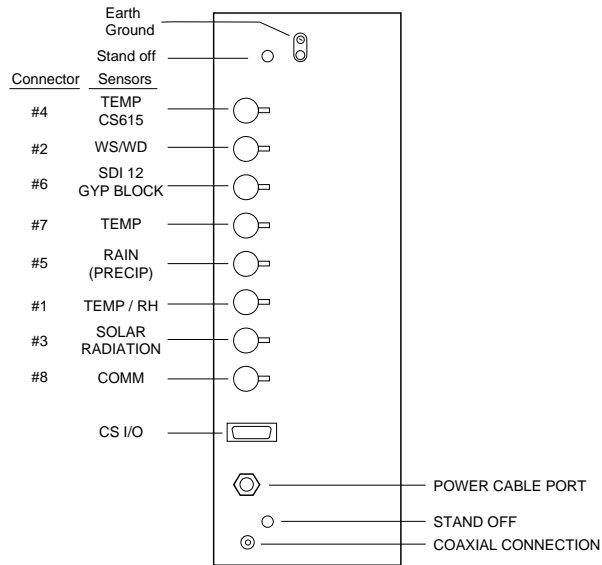 Earth
Ground
Stand off
Connector Sensors
#4 TEMP
CS615
#2 WS/WD
#6 SDI 12
GYP BLOCK
#7 TEMP
#5 RAIN
(PRECIP)
#1 TEMP / RH
#3 SOLAR
RADIATION
#8 COMM
CS I/O
POWER CABLE PORT
STAND OFF
COAXIAL CONNECTION